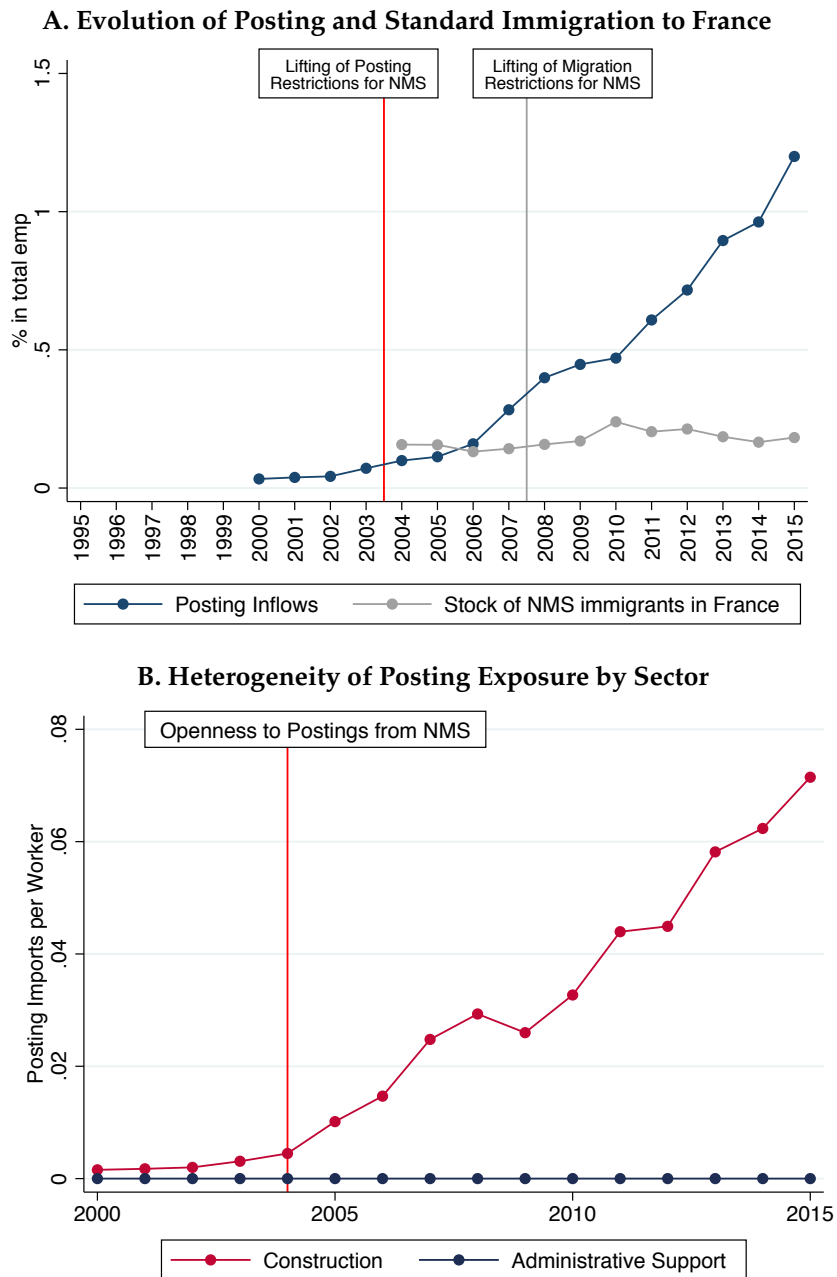 A. Evolution of Posting and Standard Immigration to France
Lifting of Posting
Restrictions for NMS
Lifting of Migration
Restrictions for NMS
% in total emp
1.5
1
.5
0
1995
1996
1997
1998
1999
2000
2001
2002
2003
2004
2005
2006
2007
2008
2009
2010
2011
2012
2013
2014
2015
Posting Inflows
Stock of NMS immigrants in France
B. Heterogeneity of Posting Exposure by Sector
Openness to Postings from NMS
Posting Imports per Worker
.08
.06
.04
.02
0
2000
2005
2010
2015
Construction
Administrative Support